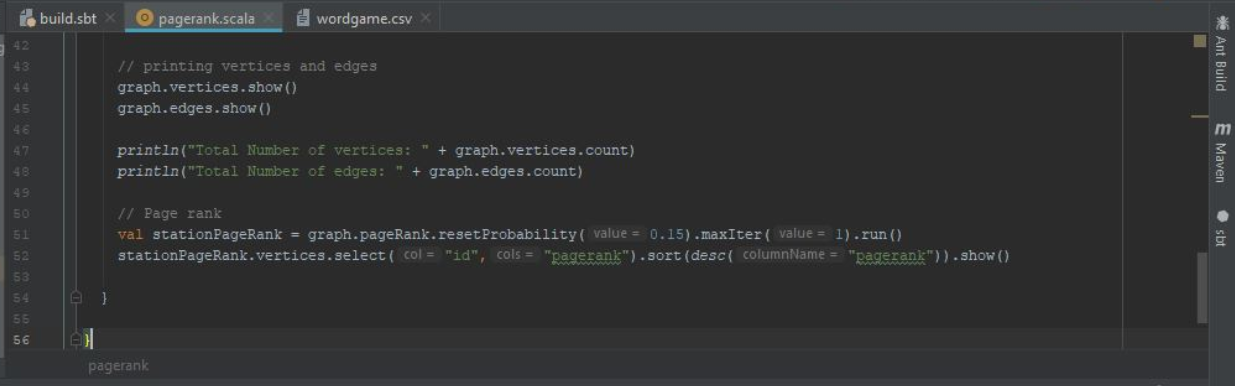 build.sbt pagerank.scala wordgame.csv
42
43 // printing vertices and edges
44 graph.vertices.show()
45 graph.edges.show()
46
47 println("Total Number of vertices: " + graph.vertices.count)
48 println("Total Number of edges: " + graph.edges.count)
49
50 // Page rank
51 val stationPageRank = graph.pageRank.resetProbability( value = 0.15).maxIter( value = 1).run()
52 stationPageRank.vertices.select( col = "id", cols = "pagerank").sort(desc( columnName = "pagerank")).show()
53
54 }
55
56 }
pagerank
Ant Build
m Maven
sbt